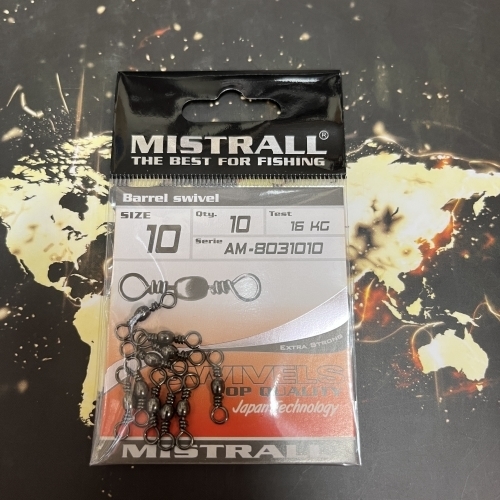 MISTRALL®
THE BEST FOR FISHING
Barrel swivel
SIZE 10
Qty. 10
Test 16 KG
Serie AM-8031010
EXTRA STRONG
SWIVELS
TOP QUALITY
Japan Technology
MISTRALL